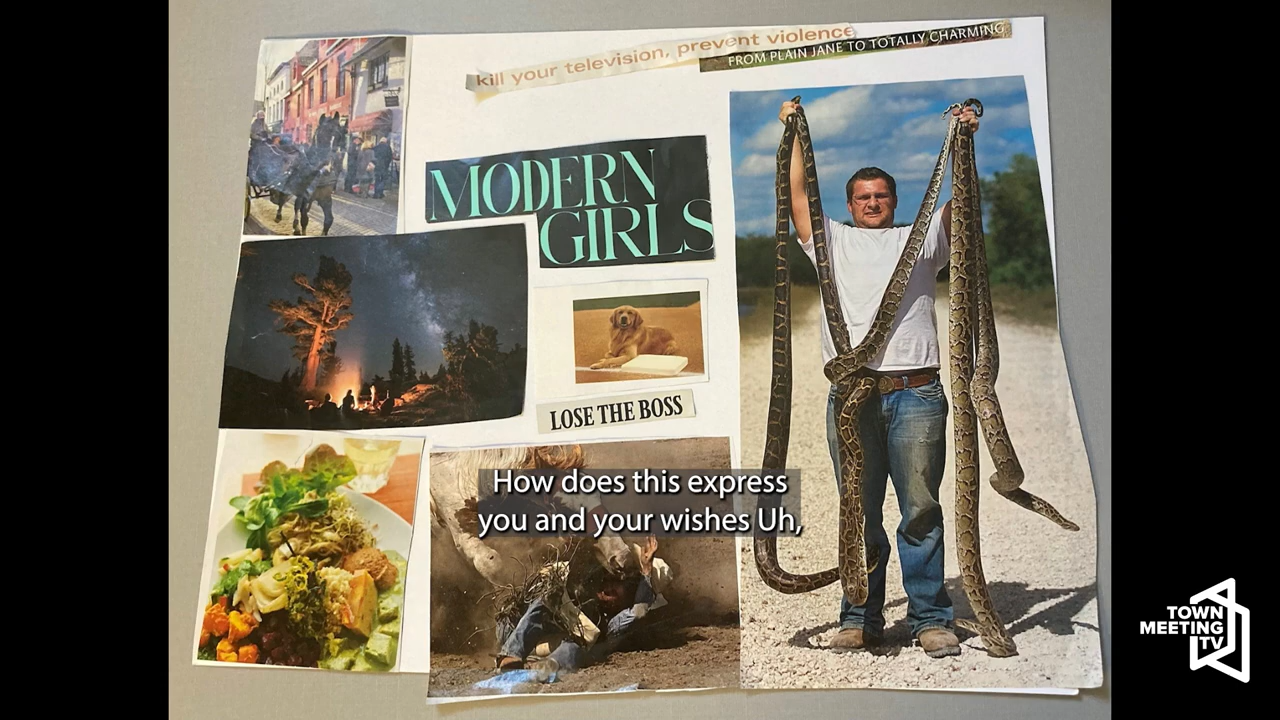 kill your television, prevent violence
FROM PLAIN JANE TO TOTALLY CHARMING
MODERN
GIRLS
LOSE THE BOSS
How does this express
you and your wishes Uh,
TOWN
MEETING
TV